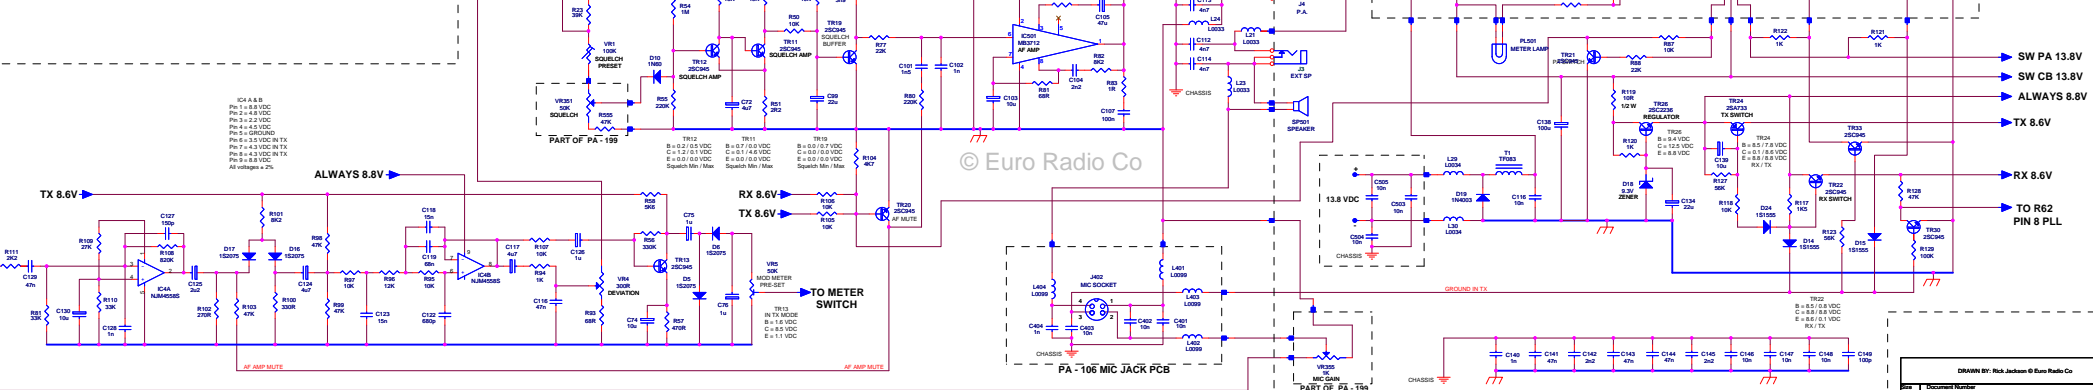 R23
39K
VR1
100K
SQUELCH
PRESET
D10
1N60
VR351
50K
SQUELCH
R555
47K
PART OF PA - 199
R54
1M
R55
220K
TR12
2SC945
SQUELCH AMP
C72
4u7
TR11
2SC945
SQUELCH AMP
R50
10K
R51
2R2
TR19
2SC945
SQUELCH
BUFFER
C99
22u
R77
22K
C101
1n5
C102
1n
R80
220K
R104
4K7
C105
47u
IC501
MB3712
AF AMP
R82
8K2
C104
2n2
R81
68R
C103
10u
R83
1R
C107
100n
C112
4n7
C114
4n7
CHASSIS
L24
L0033
L21
L0033
L23
L0033
J4
P.A.
J3
EXT SP
SP501
SPEAKER
PL501
METER LAMP
TR21
2SC945
R88
22K
R87
10K
R122
1K
R121
1K
SW PA 13.8V
SW CB 13.8V
ALWAYS 8.8V
TX 8.6V
RX 8.6V
TO R62
PIN 8 PLL
IC4 A & B
Pin 1 = 8.8 VDC
Pin 2 = 4.8 VDC
Pin 3 = 2.2 VDC
Pin 4 = 4.5 VDC
Pin 5 = GROUND
Pin 6 = 3.3 VDC IN TX
Pin 7 = 4.3 VDC IN TX
Pin 8 = 4.3 VDC IN TX
Pin 9 = 8.8 VDC
All voltages ± 2%
TR12
B = 0.2 / 0.5 VDC
C = 1.2 / 0.1 VDC
E = 0.0 / 0.0 VDC
Squelch Min / Max
TR11
B = 0.7 / 0.0 VDC
C = 0.1 / 4.6 VDC
E = 0.0 / 0.0 VDC
Squelch Min / Max
TR19
B = 0.0 / 0.7 VDC
C = 0.0 / 0.0 VDC
E = 0.0 / 0.0 VDC
Squelch Min / Max
© Euro Radio Co
C138
100u
R119
10R
1/2 W
TR26
2SC2236
REGULATOR
TR26
B = 9.4 VDC
C = 12.5 VDC
E = 8.8 VDC
R120
1K
D18
9.3V
ZENER
C134
22u
TR24
2SA733
TX SWITCH
TR24
B = 8.5 / 7.8 VDC
C = 0.1 / 8.6 VDC
E = 8.8 / 8.8 VDC
RX / TX
C139
10u
R127
56K
R118
10K
D24
1S1555
R117
1K5
D14
1S1555
TR33
2SC945
TR22
2SC945
RX SWITCH
R123
56K
D15
1S1555
R128
47K
TR30
2SC945
R129
100K
ALWAYS 8.8V
TX 8.6V
RX 8.6V
TX 8.6V
R106
10K
R105
10K
TR20
2SC945
AF MUTE
13.8 VDC
C505
10n
C503
10n
C504
10n
CHASSIS
L29
L0034
L30
L0034
D19
1N4003
T1
TF083
C116
10n
R111
2K2
C129
47n
R81
33K
C130
10u
R109
27K
R110
33K
C128
1n
C127
150p
R108
820K
IC4A
NJM4558S
C125
2u2
R102
270R
D17
1S2075
R103
47K
R101
8K2
D16
1S2075
R100
330R
C124
4u7
R98
47K
R99
47K
R97
10K
C123
15n
R96
12K
C118
15n
C119
68n
R95
10K
C122
680p
IC4B
NJM4558S
C117
4u7
R107
10K
R94
1K
C116
47n
C126
1u
VR4
300R
DEVIATION
R93
68R
R58
5K6
R56
330K
TR13
2SC945
C74
10u
R57
470R
C75
1u
D6
1S2075
D5
1S2075
C76
1u
VR5
50K
MOD METER
PRE-SET
TR13
IN TX MODE
B = 1.6 VDC
C = 8.5 VDC
E = 1.1 VDC
TO METER
SWITCH
AF AMP MUTE
AF AMP MUTE
J402
MIC SOCKET
L404
L0099
L401
L0099
L403
L0099
L402
L0099
C404
1n
C403
10n
C402
10n
C401
10n
CHASSIS
PA - 106 MIC JACK PCB
GROUND IN TX
VR355
1K
MIC GAIN
PART OF PA - 199
CHASSIS
C140
1n
C141
47n
C142
2n2
C143
47n
C144
47n
C145
2n2
C146
10n
C147
10n
C148
10n
C149
100p
TR22
B = 8.5 / 0.8 VDC
C = 8.8 / 8.8 VDC
E = 8.6 / 0.1 VDC
RX / TX
DRAWN BY: Rick Jackson © Euro Radio Co
Size
Document Number